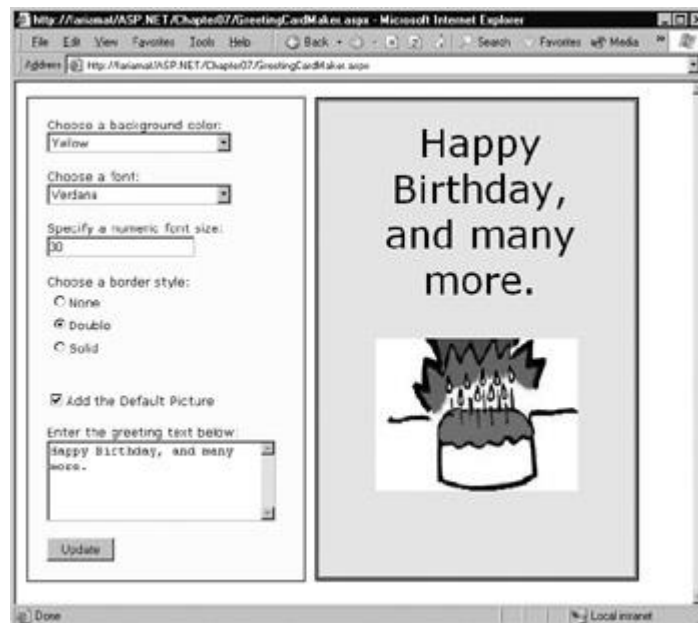 http://fariamat/ASP.NET/Chapter07/GreetingCardMaker.aspx - Microsoft Internet Explorer
File Edit View Favorites Tools Help Back Search Favorites Media
Address http://fariamat/ASP.NET/Chapter07/GreetingCardMaker.aspx
Choose a background color:
Yellow
Choose a font:
Verdana
Specify a numeric font size:
30
Choose a border style:
None
Double
Solid
Add the Default Picture
Enter the greeting text below:
Happy Birthday, and many
more.
Update
Happy
Birthday,
and many
more.
Done Local intranet